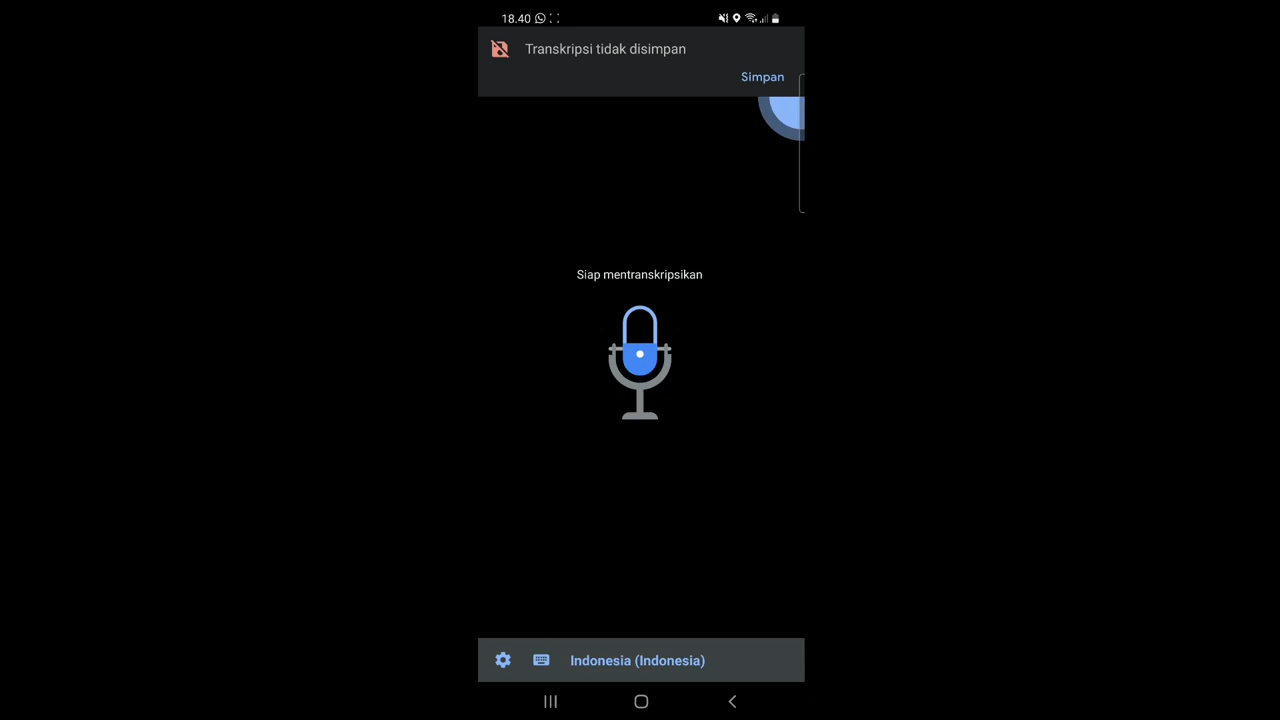 18.40
Transkripsi tidak disimpan
Simpan
Siap mentranskripsikan
Indonesia (Indonesia)